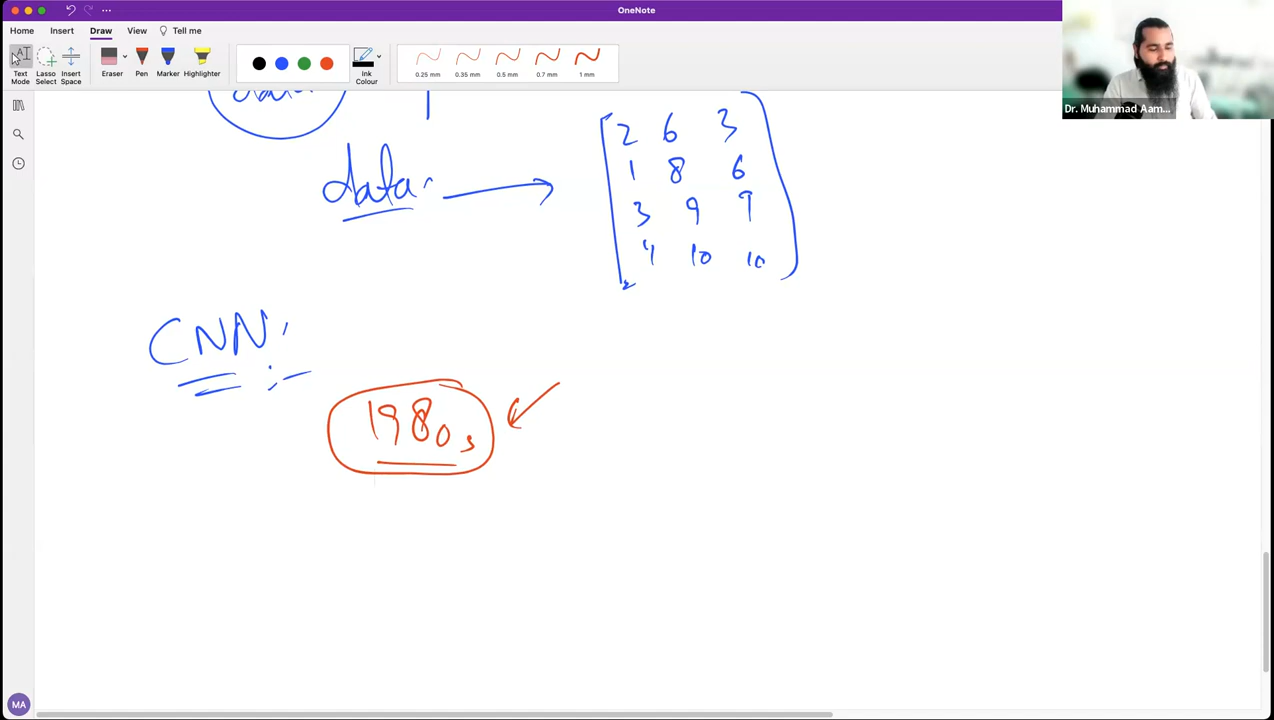 OneNote
Home Insert Draw View Tell me
Text Mode
Lasso Select
Insert Space
Eraser
Pen
Marker
Highlighter
Ink Colour
0.25 mm 0.35 mm 0.5 mm 0.7 mm 1 mm
Dr. Muhammad Aam...
data
data
2 6 3
1 8 6
3 9 9
4 10 10
CNN
1980s
MA